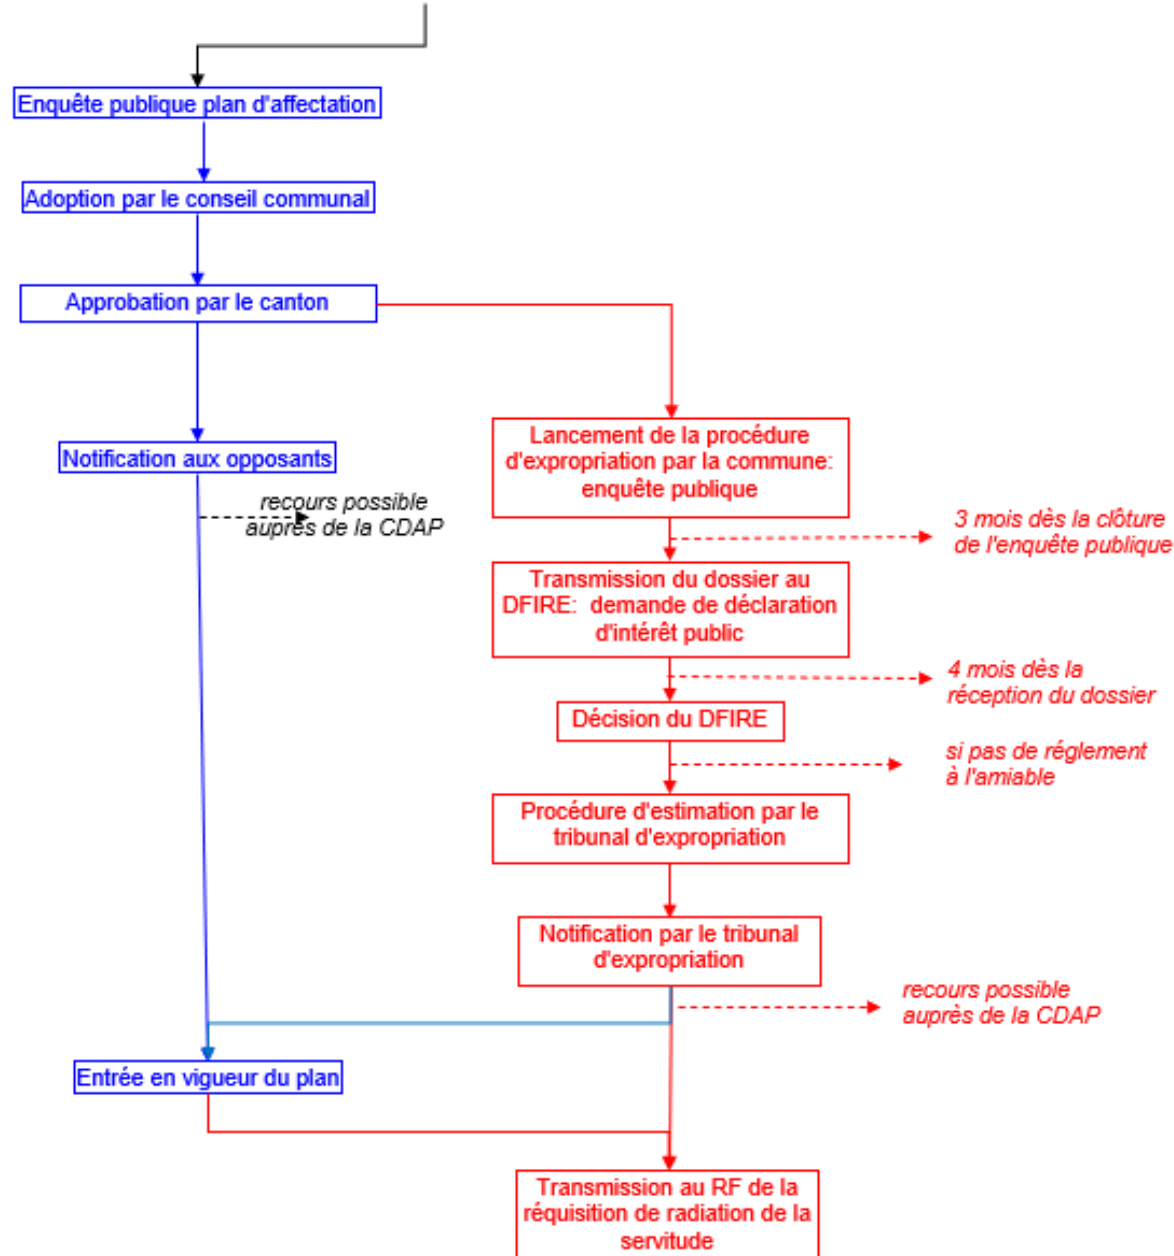 Enquête publique plan d'affectation
Adoption par le conseil communal
Approbation par le canton
Notification aux opposants
recours possible
auprès de la CDAP
Lancement de la procédure
d'expropriation par la commune:
enquête publique
3 mois dès la clôture
de l'enquête publique
Transmission du dossier au
DFIRE: demande de déclaration
d'intérêt public
4 mois dès la
réception du dossier
Décision du DFIRE
si pas de réglement
à l'amiable
Procédure d'estimation par le
tribunal d'expropriation
Notification par le tribunal
d'expropriation
recours possible
auprès de la CDAP
Entrée en vigueur du plan
Transmission au RF de la
réquisition de radiation de la
servitude